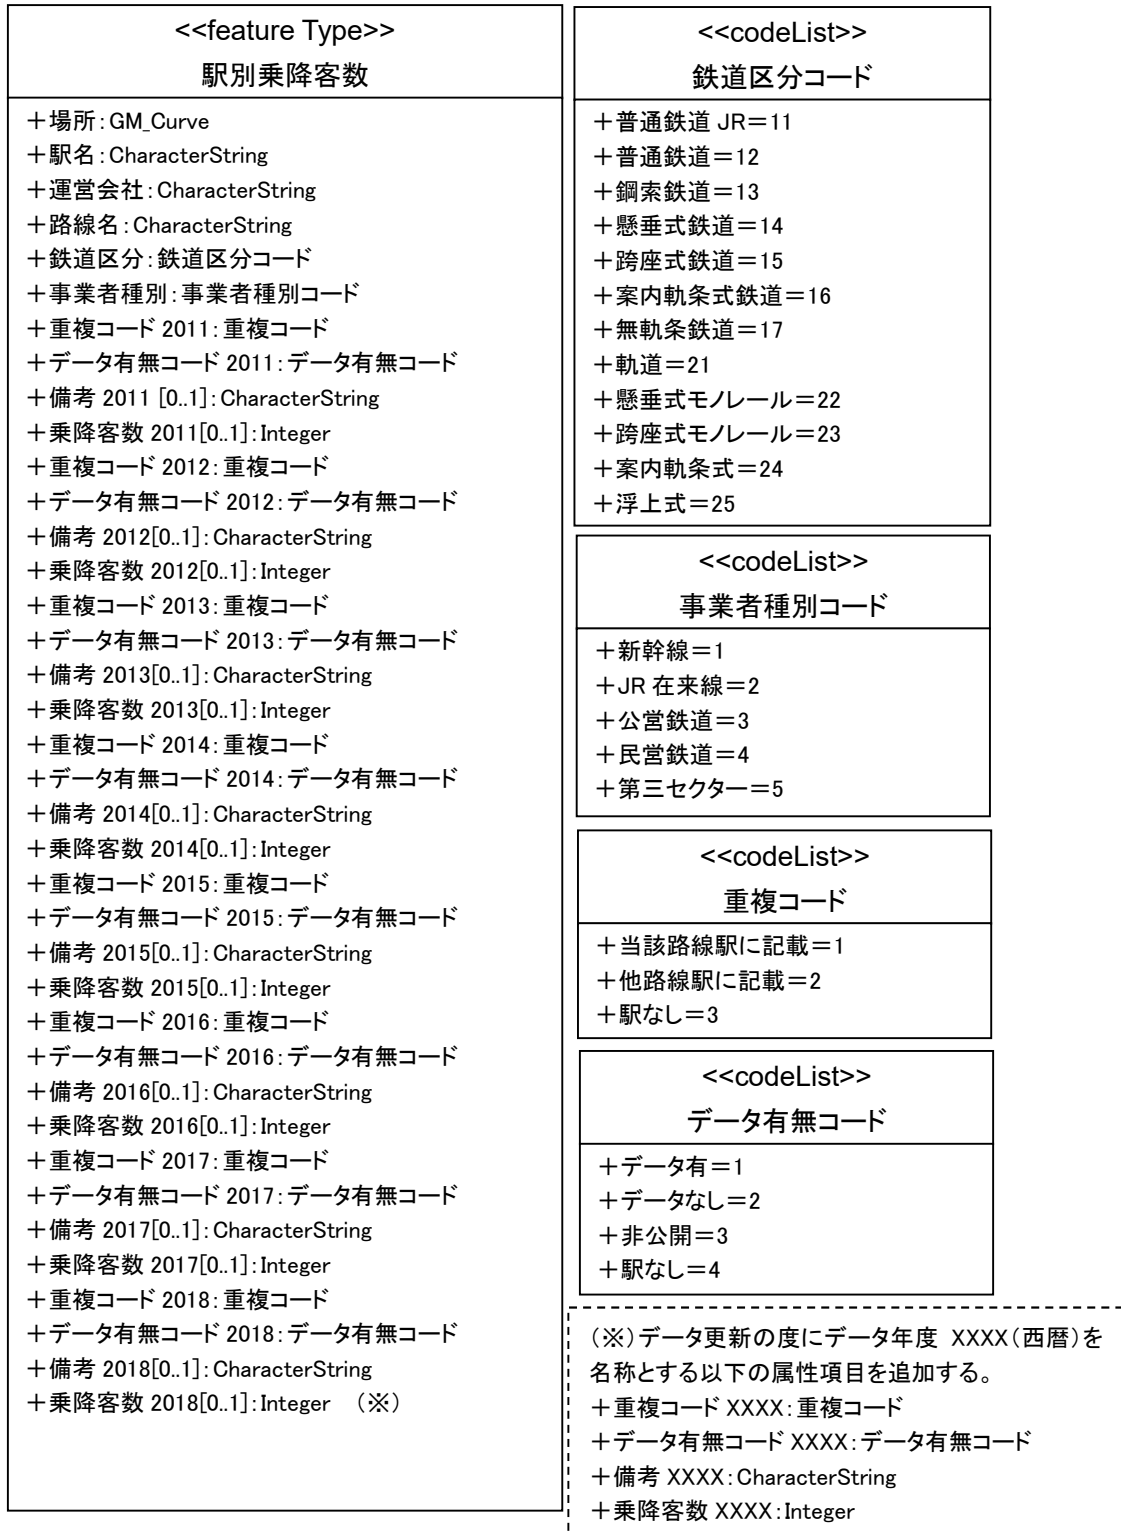 <<feature Type>>
駅別乗降客数
＋場所：GM_Curve
＋駅名：CharacterString
＋運営会社：CharacterString
＋路線名：CharacterString
＋鉄道区分：鉄道区分コード
＋事業者種別：事業者種別コード
＋重複コード 2011：重複コード
＋データ有無コード 2011：データ有無コード
＋備考 2011 [0..1]：CharacterString
＋乗降客数 2011[0..1]：Integer
＋重複コード 2012：重複コード
＋データ有無コード 2012：データ有無コード
＋備考 2012[0..1]：CharacterString
＋乗降客数 2012[0..1]：Integer
＋重複コード 2013：重複コード
＋データ有無コード 2013：データ有無コード
＋備考 2013[0..1]：CharacterString
＋乗降客数 2013[0..1]：Integer
＋重複コード 2014：重複コード
＋データ有無コード 2014：データ有無コード
＋備考 2014[0..1]：CharacterString
＋乗降客数 2014[0..1]：Integer
＋重複コード 2015：重複コード
＋データ有無コード 2015：データ有無コード
＋備考 2015[0..1]：CharacterString
＋乗降客数 2015[0..1]：Integer
＋重複コード 2016：重複コード
＋データ有無コード 2016：データ有無コード
＋備考 2016[0..1]：CharacterString
＋乗降客数 2016[0..1]：Integer
＋重複コード 2017：重複コード
＋データ有無コード 2017：データ有無コード
＋備考 2017[0..1]：CharacterString
＋乗降客数 2017[0..1]：Integer
＋重複コード 2018：重複コード
＋データ有無コード 2018：データ有無コード
＋備考 2018[0..1]：CharacterString
＋乗降客数 2018[0..1]：Integer （※）
<<codeList>>
鉄道区分コード
＋普通鉄道 JR＝11
＋普通鉄道＝12
＋鋼索鉄道＝13
＋懸垂式鉄道＝14
＋跨座式鉄道＝15
＋案内軌条式鉄道＝16
＋無軌条鉄道＝17
＋軌道＝21
＋懸垂式モノレール＝22
＋跨座式モノレール＝23
＋案内軌条式＝24
＋浮上式＝25
<<codeList>>
事業者種別コード
＋新幹線＝1
＋JR 在来線＝2
＋公営鉄道＝3
＋民営鉄道＝4
＋第三セクター＝5
<<codeList>>
重複コード
＋当該路線駅に記載＝1
＋他路線駅に記載＝2
＋駅なし＝3
<<codeList>>
データ有無コード
＋データ有＝1
＋データなし＝2
＋非公開＝3
＋駅なし＝4
（※）データ更新の度にデータ年度 XXXX（西暦）を
名称とする以下の属性項目を追加する。
＋重複コード XXXX：重複コード
＋データ有無コード XXXX：データ有無コード
＋備考 XXXX：CharacterString
＋乗降客数 XXXX：Integer